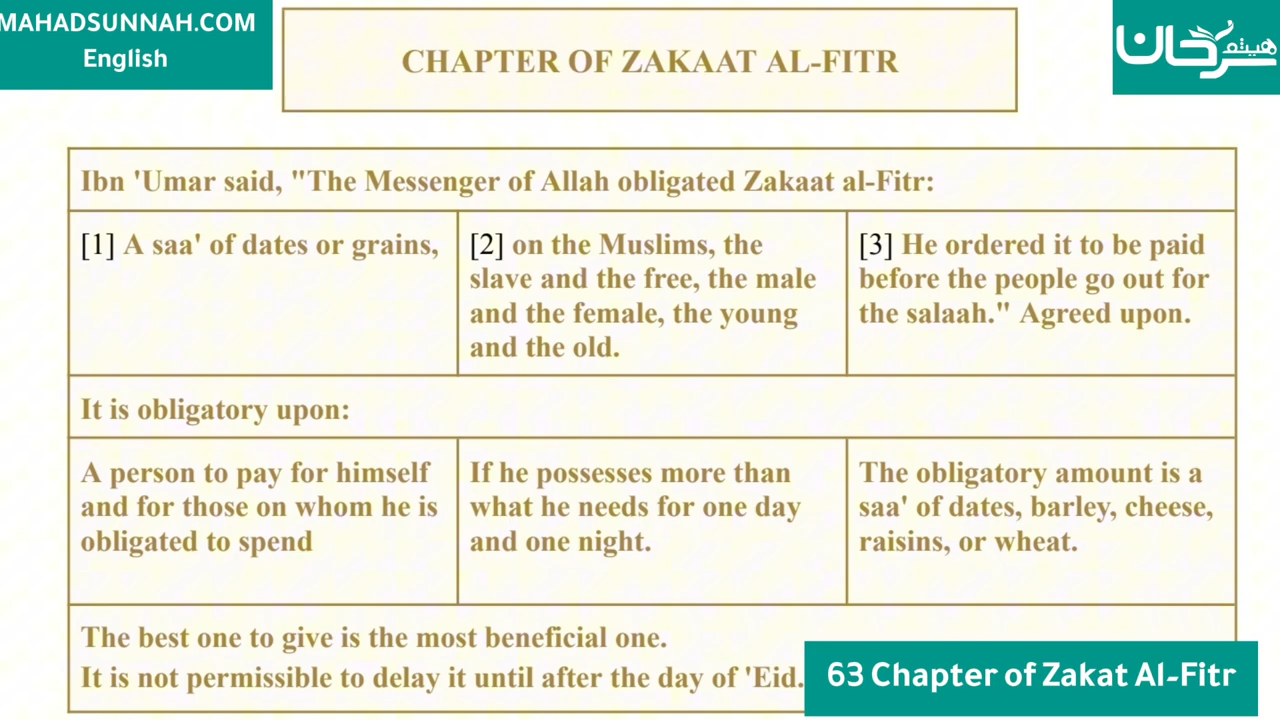 MAHADSUNNAH.COM
English
CHAPTER OF ZAKAAT AL-FITR
هيثم
سرحان
Ibn 'Umar said, "The Messenger of Allah obligated Zakaat al-Fitr:
[1] A saa' of dates or grains,
[2] on the Muslims, the
slave and the free, the male
and the female, the young
and the old.
[3] He ordered it to be paid
before the people go out for
the salaah." Agreed upon.
It is obligatory upon:
A person to pay for himself
and for those on whom he is
obligated to spend
If he possesses more than
what he needs for one day
and one night.
The obligatory amount is a
saa' of dates, barley, cheese,
raisins, or wheat.
The best one to give is the most beneficial one.
It is not permissible to delay it until after the day of 'Eid.
63 Chapter of Zakat Al-Fitr